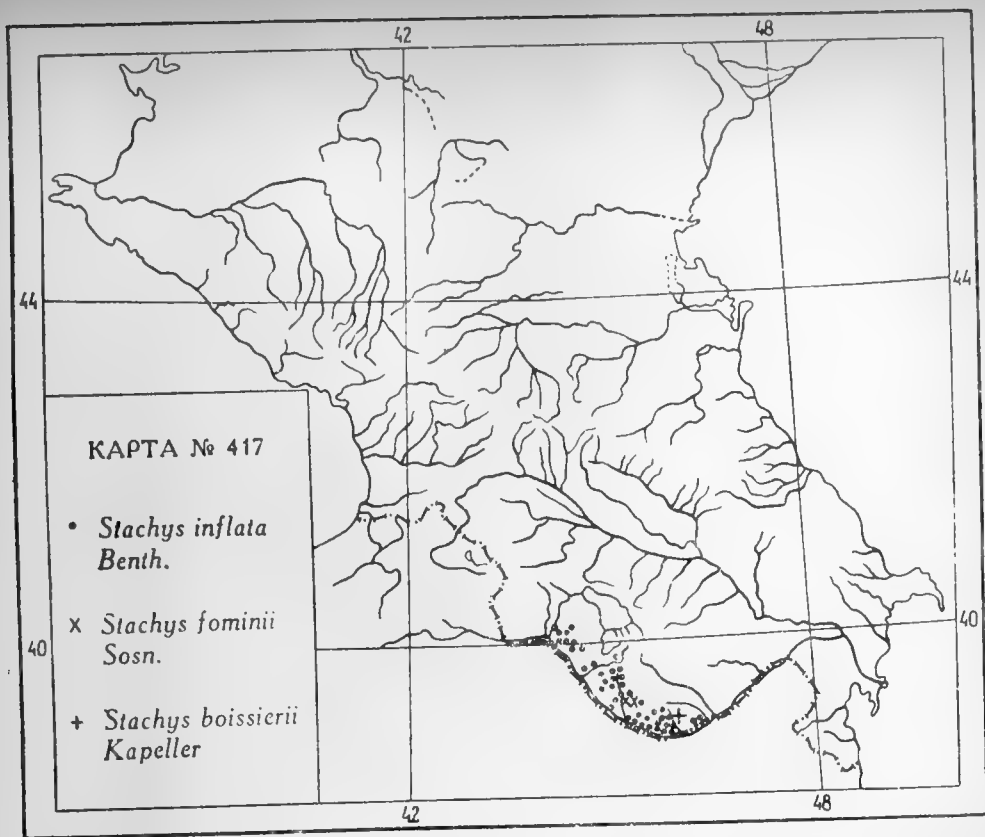 42 48
44 44
КАРТА № 417
• Stachys inflata
Benth.
x Stachys fominii
Sosn.
+ Stachys boissierii
Kapeller
40 40
42 48